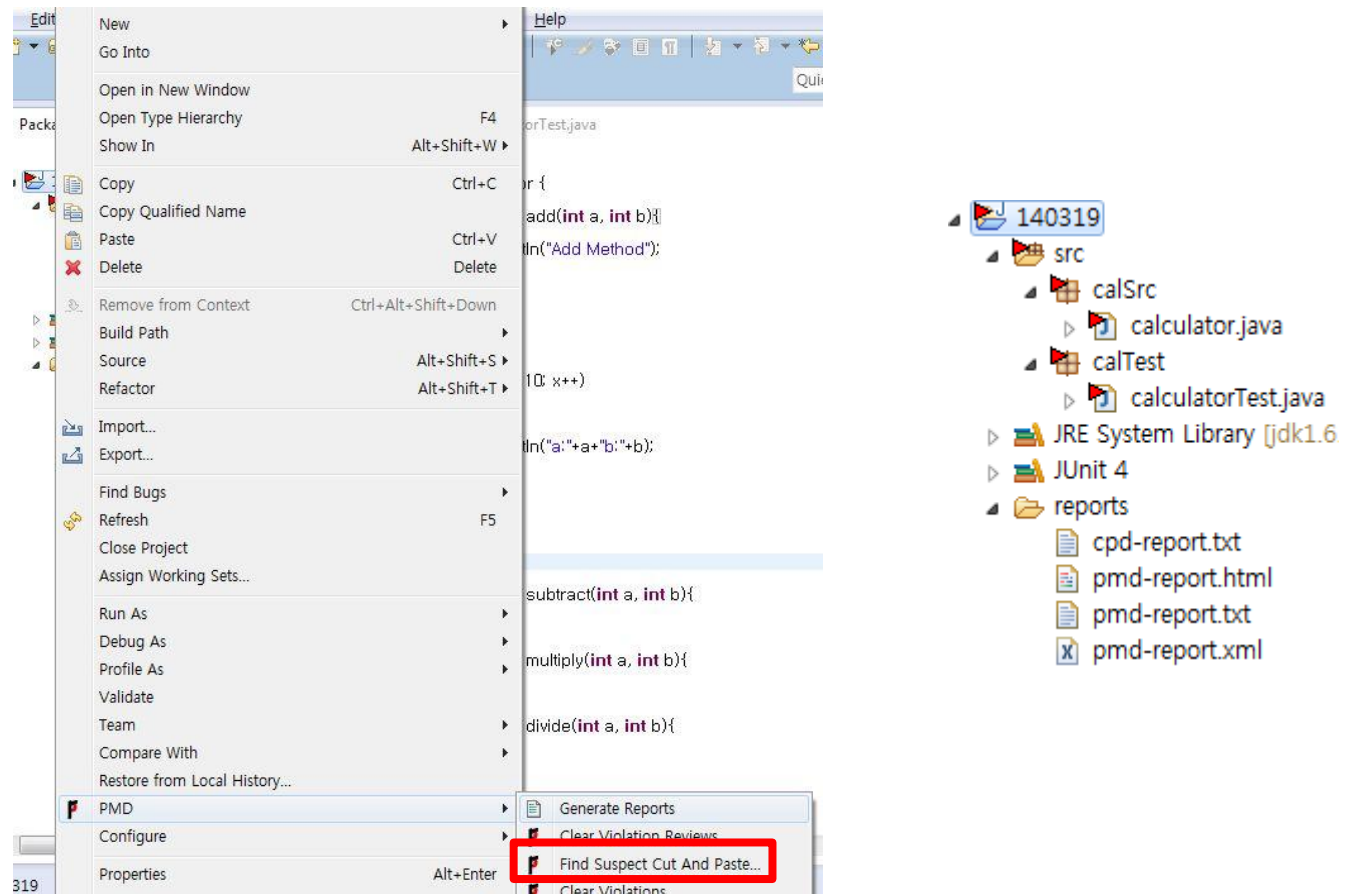 Edit
Help
Quic
Packa
orTest.java
New
Go Into
Open in New Window
Open Type Hierarchy F4
Show In Alt+Shift+W
Copy Ctrl+C
Copy Qualified Name
Paste Ctrl+V
Delete Delete
Remove from Context Ctrl+Alt+Shift+Down
Build Path
Source Alt+Shift+S
Refactor Alt+Shift+T
Import...
Export...
Find Bugs
Refresh F5
Close Project
Assign Working Sets...
Run As
Debug As
Profile As
Validate
Team
Compare With
Restore from Local History...
PMD
Configure
Properties Alt+Enter
319
Generate Reports
Clear Violation Reviews
Find Suspect Cut And Paste...
Clear Violations
or {
add(int a, int b){
tln("Add Method");
10; x++)
tln("a:"+a+"b:"+b);
subtract(int a, int b){
multiply(int a, int b){
divide(int a, int b){
140319
src
calSrc
calculator.java
calTest
calculatorTest.java
JRE System Library [jdk1.6
JUnit 4
reports
cpd-report.txt
pmd-report.html
pmd-report.txt
pmd-report.xml